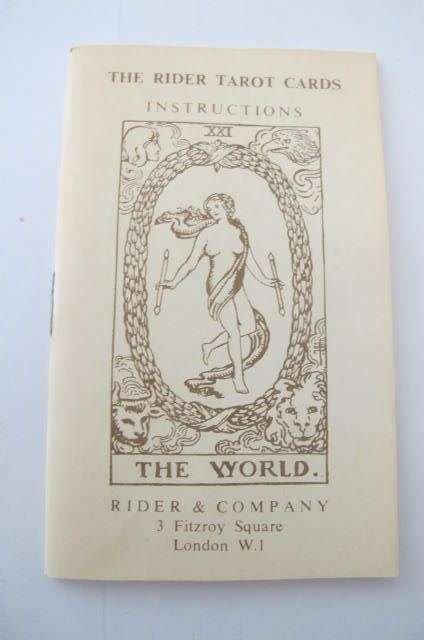 THE RIDER TAROT CARDS
INSTRUCTIONS
XXI
THE WORLD.
RIDER & COMPANY
3 Fitzroy Square
London W.1